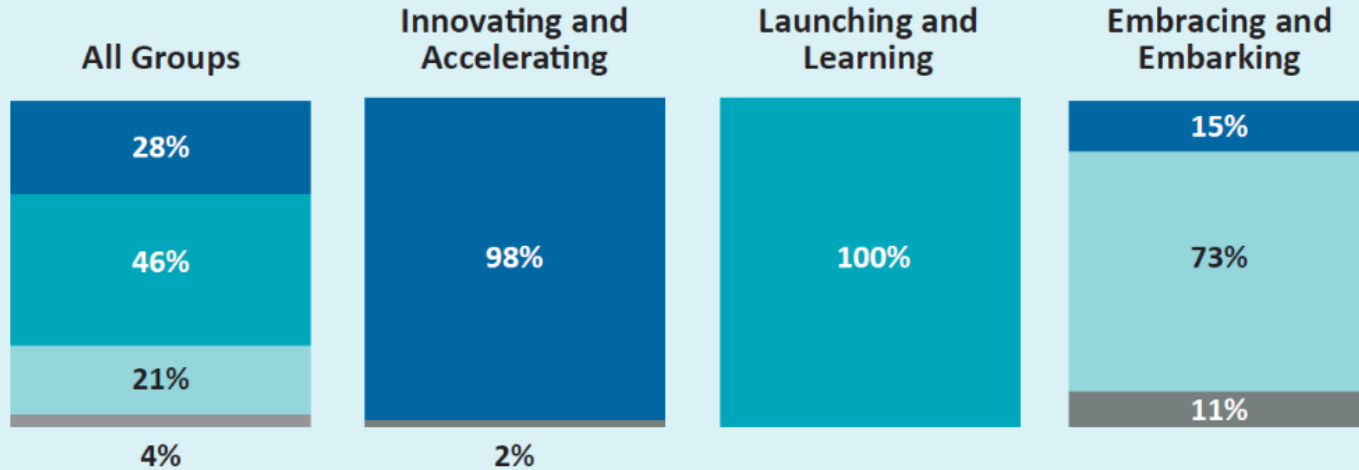 All Groups
Innovating and
Accelerating
Launching and
Learning
Embracing and
Embarking
28%
46%
21%
4%
98%
2%
100%
15%
73%
11%